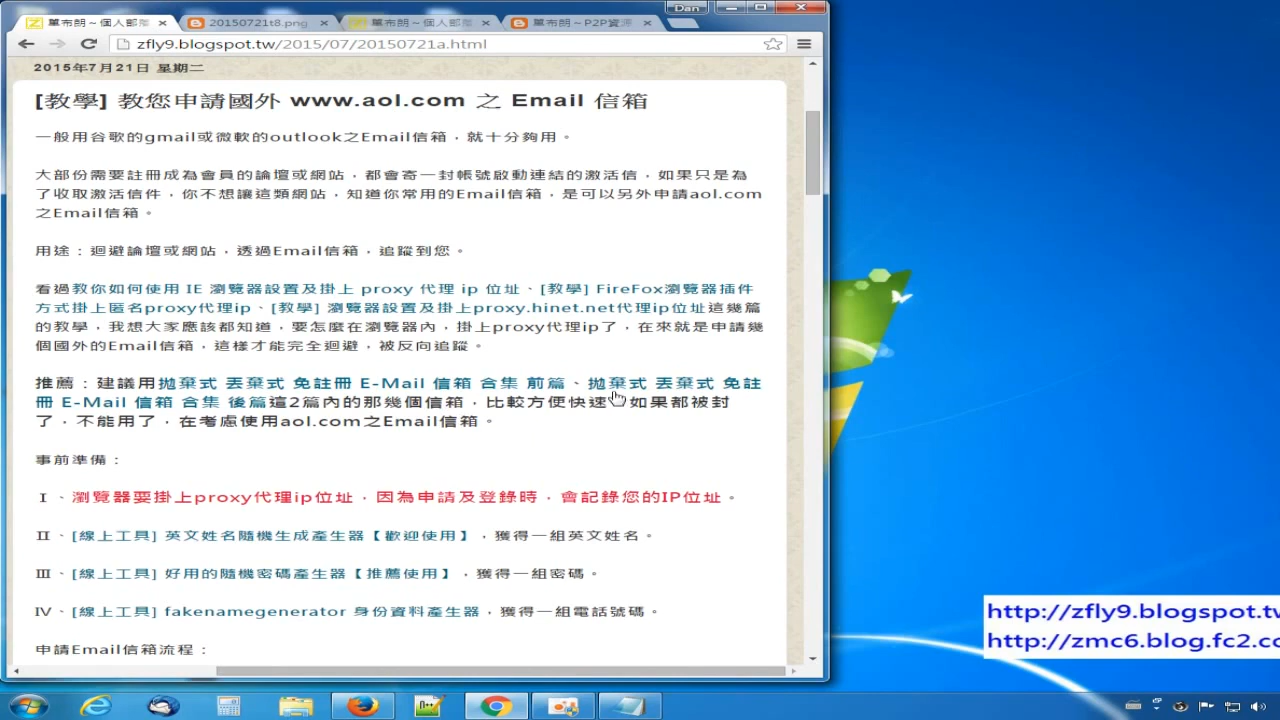 Dan
單布朗～個人部落
20150721t8.png
單布朗～個人部落
單布朗～P2P資源
zfly9.blogspot.tw/2015/07/20150721a.html
2015年7月21日 星期二
[教學] 教您申請國外 www.aol.com 之 Email 信箱
一般用谷歌的gmail或微軟的outlook之Email信箱，就十分夠用。
大部份需要註冊成為會員的論壇或網站，都會寄一封帳號啟動連結的激活信，如果只是為
了收取激活信件，你不想讓這類網站，知道你常用的Email信箱，是可以另外申請aol.com
之Email信箱。
用途：迴避論壇或網站，透過Email信箱，追蹤到您。
看過教你如何使用 IE 瀏覽器設置及掛上 proxy 代理 ip 位址、[教學] FireFox瀏覽器插件
方式掛上匿名proxy代理ip、[教學] 瀏覽器設置及掛上proxy.hinet.net代理ip位址這幾篇
的教學，我想大家應該都知道，要怎麼在瀏覽器內，掛上proxy代理ip了，在來就是申請幾
個國外的Email信箱，這樣才能完全迴避，被反向追蹤。
推薦：建議用拋棄式 丟棄式 免註冊 E-Mail 信箱 合集 前篇、拋棄式 丟棄式 免註
冊 E-Mail 信箱 合集 後篇這2篇內的那幾個信箱，比較方便快速，如果都被封
了，不能用了，在考慮使用aol.com之Email信箱。
事前準備：
Ⅰ、瀏覽器要掛上proxy代理ip位址，因為申請及登錄時，會記錄您的IP位址。
Ⅱ、[線上工具] 英文姓名隨機生成產生器【歡迎使用】，獲得一組英文姓名。
Ⅲ、[線上工具] 好用的隨機密碼產生器【推薦使用】，獲得一組密碼。
Ⅳ、[線上工具] fakenamegenerator 身份資料產生器，獲得一組電話號碼。
申請Email信箱流程：
http://zfly9.blogspot.tw
http://zmc6.blog.fc2.co